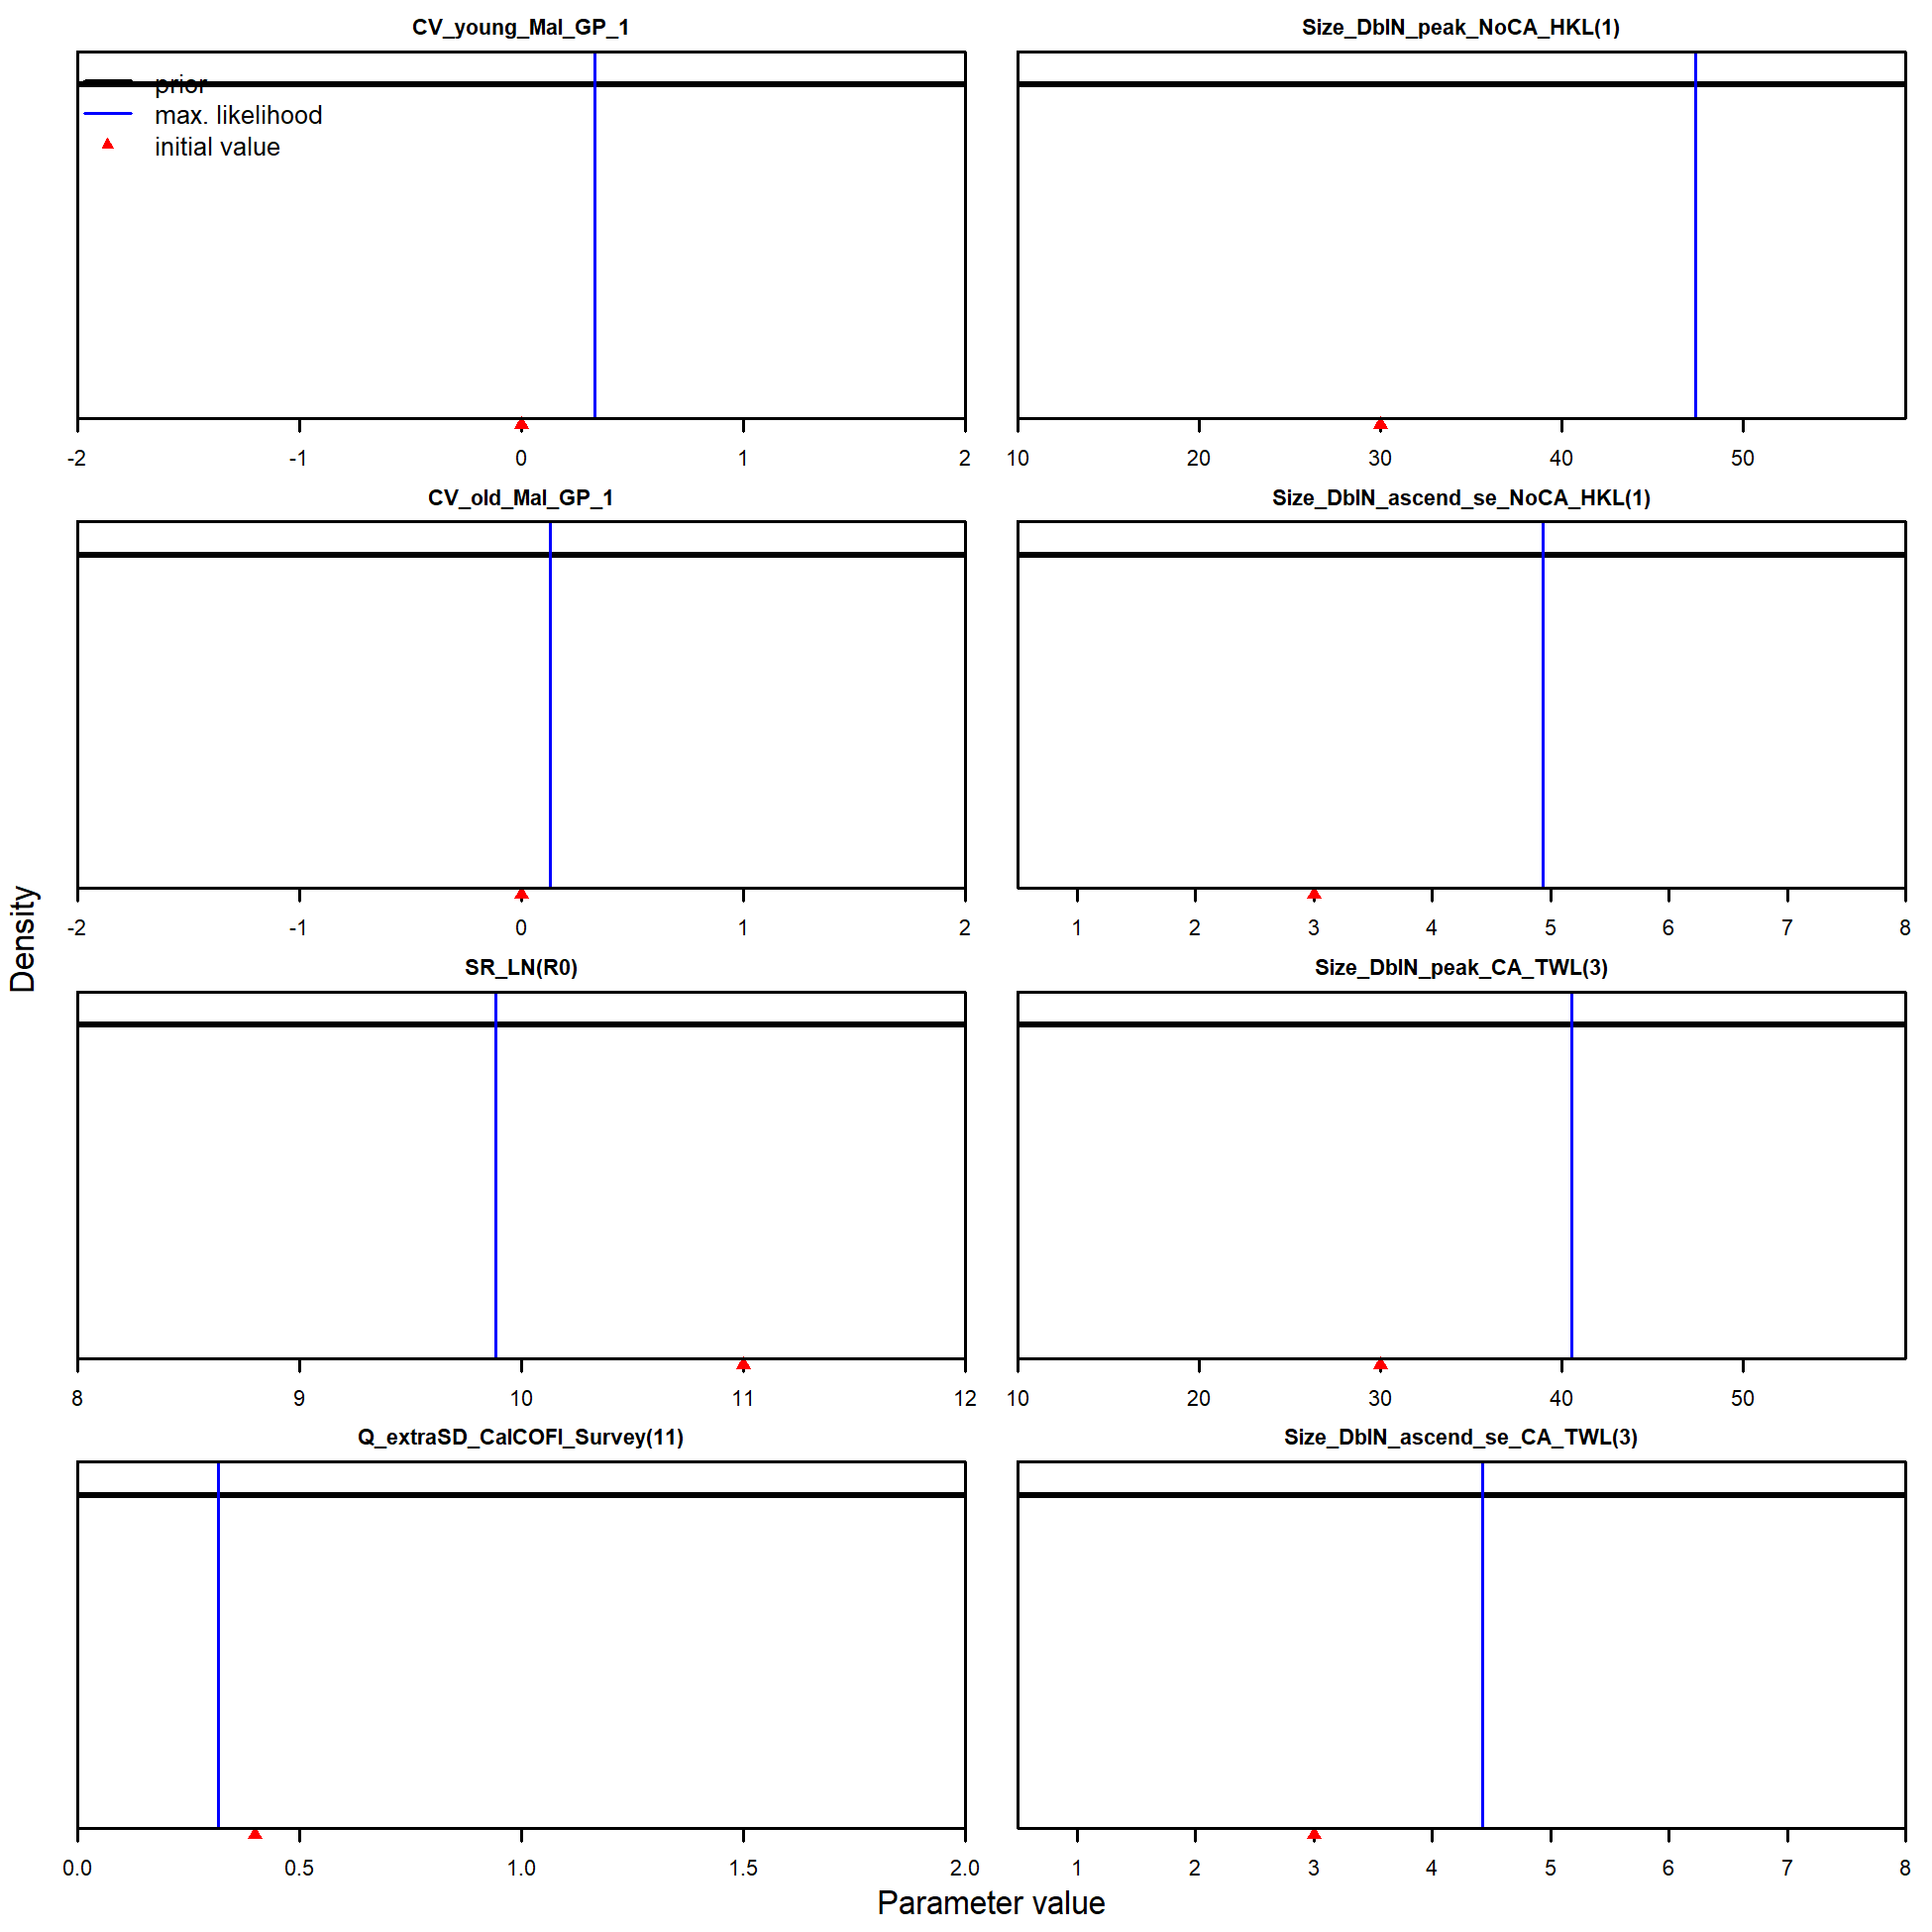 CV_young_Mal_GP_1
prior
max. likelihood
initial value
-2 -1 0 1 2
Size_DblN_peak_NoCA_HKL(1)
10 20 30 40 50
CV_old_Mal_GP_1
-2 -1 0 1 2
Size_DblN_ascend_se_NoCA_HKL(1)
1 2 3 4 5 6 7 8
SR_LN(R0)
8 9 10 11 12
Size_DblN_peak_CA_TWL(3)
10 20 30 40 50
Q_extraSD_CalCOFI_Survey(11)
0.0 0.5 1.0 1.5 2.0
Size_DblN_ascend_se_CA_TWL(3)
1 2 3 4 5 6 7 8
Density
Parameter value